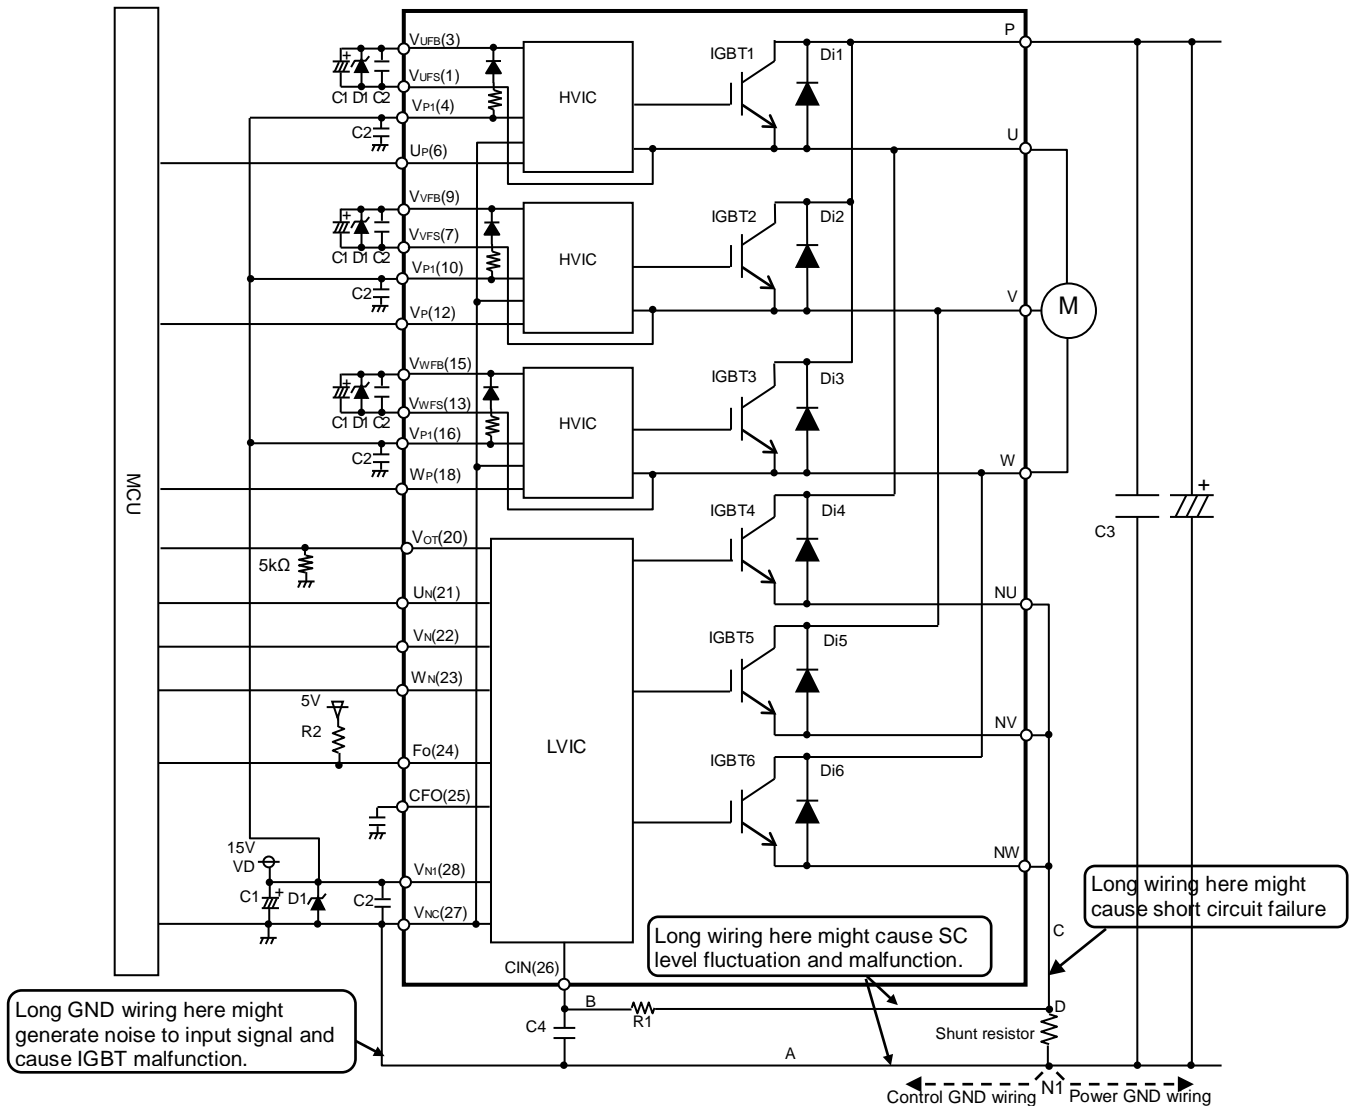 VUFB(3)
VUFS(1)
C1 D1 C2
VP1(4)
C2
UP(6)
HVIC
IGBT1
Di1
P
U
VVFB(9)
VVFS(7)
C1 D1 C2
VP1(10)
C2
VP(12)
HVIC
IGBT2
Di2
V
M
VWFB(15)
VWFS(13)
C1 D1 C2
VP1(16)
C2
WP(18)
HVIC
IGBT3
Di3
W
MCU
VOT(20)
5kΩ
UN(21)
VN(22)
WN(23)
5V
R2
Fo(24)
CFO(25)
15V
VD
VN1(28)
C1
+
D1
C2
VNC(27)
LVIC
IGBT4
Di4
NU
IGBT5
Di5
NV
IGBT6
Di6
NW
C3
+
Long wiring here might
cause short circuit failure
C
Long wiring here might cause SC
level fluctuation and malfunction.
CIN(26)
B
R1
D
C4
Shunt resistor
A
Long GND wiring here might
generate noise to input signal and
cause IGBT malfunction.
Control GND wiring
N1
Power GND wiring